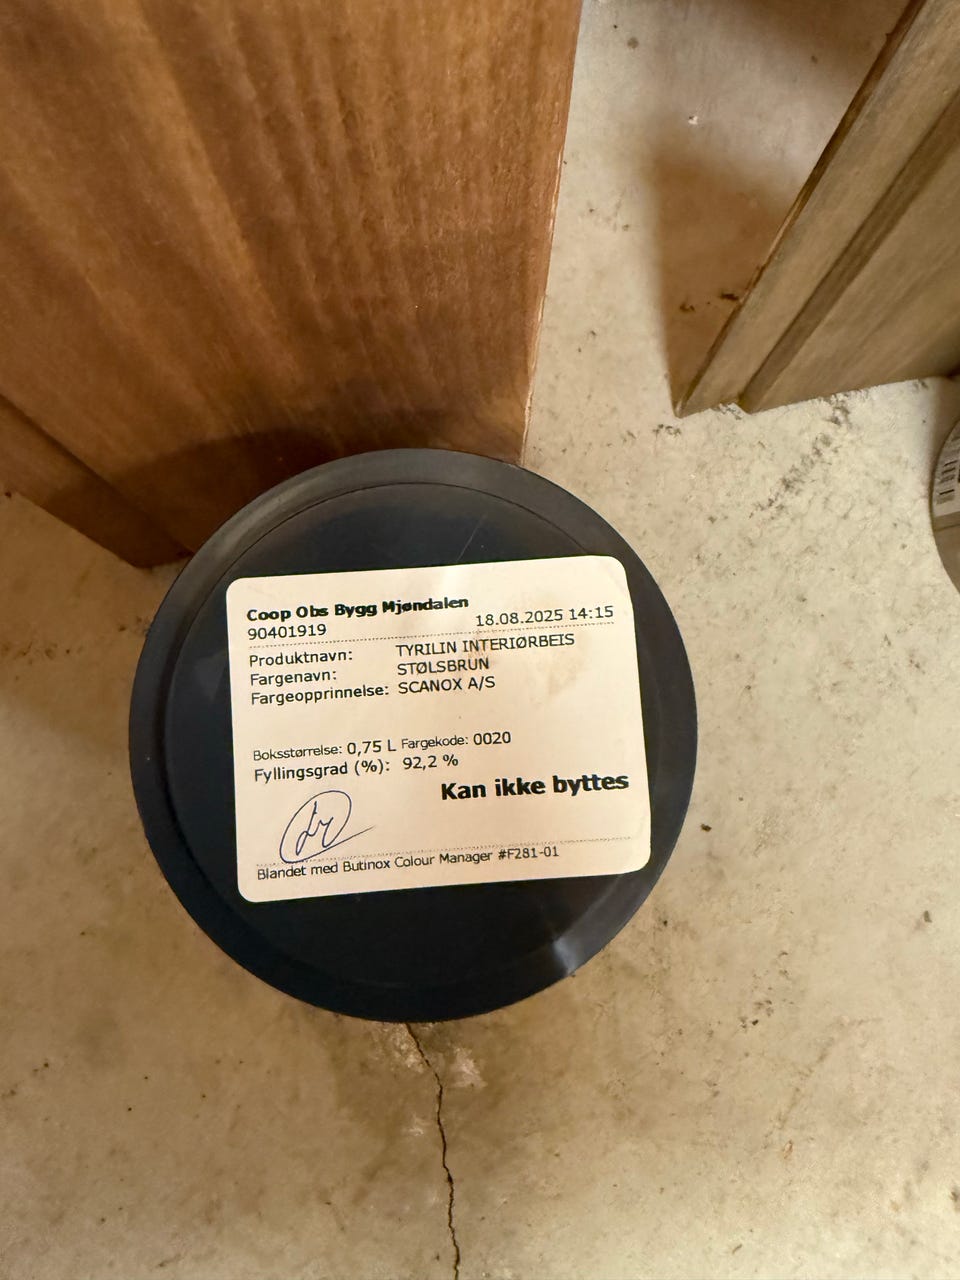 Coop Obs Bygg Mjøndalen
90401919 18.08.2025 14:15
Produktnavn: TYRILIN INTERIØRBEIS
Fargenavn: STØLSBRUN
Fargeopprinnelse: SCANOX A/S
Boksstørrelse: 0,75 L Fargekode: 0020
Fyllingsgrad (%): 92,2 %
Kan ikke byttes
Blandet med Butinox Colour Manager #F281-01